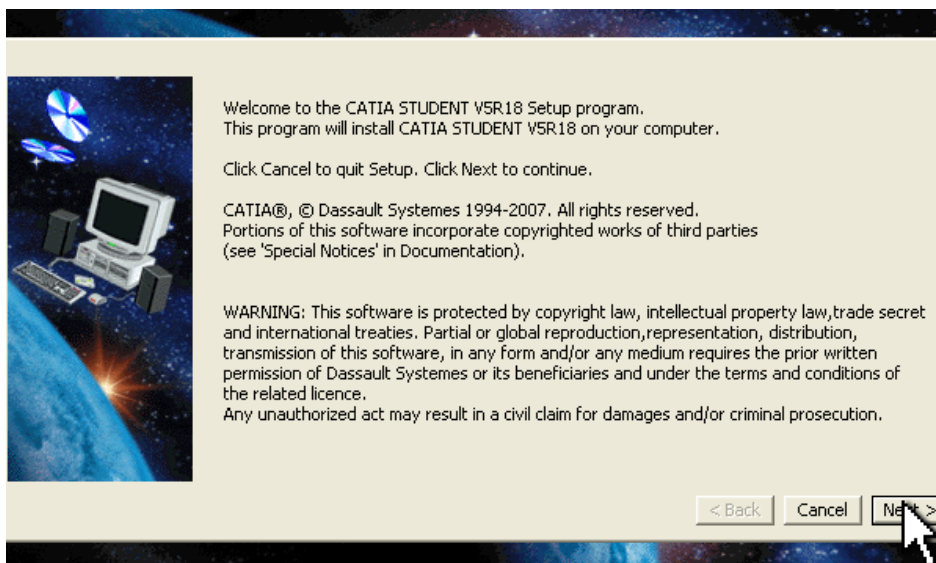 Welcome to the CATIA STUDENT V5R18 Setup program.
This program will install CATIA STUDENT V5R18 on your computer.
Click Cancel to quit Setup. Click Next to continue.
CATIA®, © Dassault Systemes 1994-2007. All rights reserved.
Portions of this software incorporate copyrighted works of third parties
(see 'Special Notices' in Documentation).
WARNING: This software is protected by copyright law, intellectual property law,trade secret
and international treaties. Partial or global reproduction,representation, distribution,
transmission of this software, in any form and/or any medium requires the prior written
permission of Dassault Systemes or its beneficiaries and under the terms and conditions of
the related licence.
Any unauthorized act may result in a civil claim for damages and/or criminal prosecution.
< Back Cancel Next >